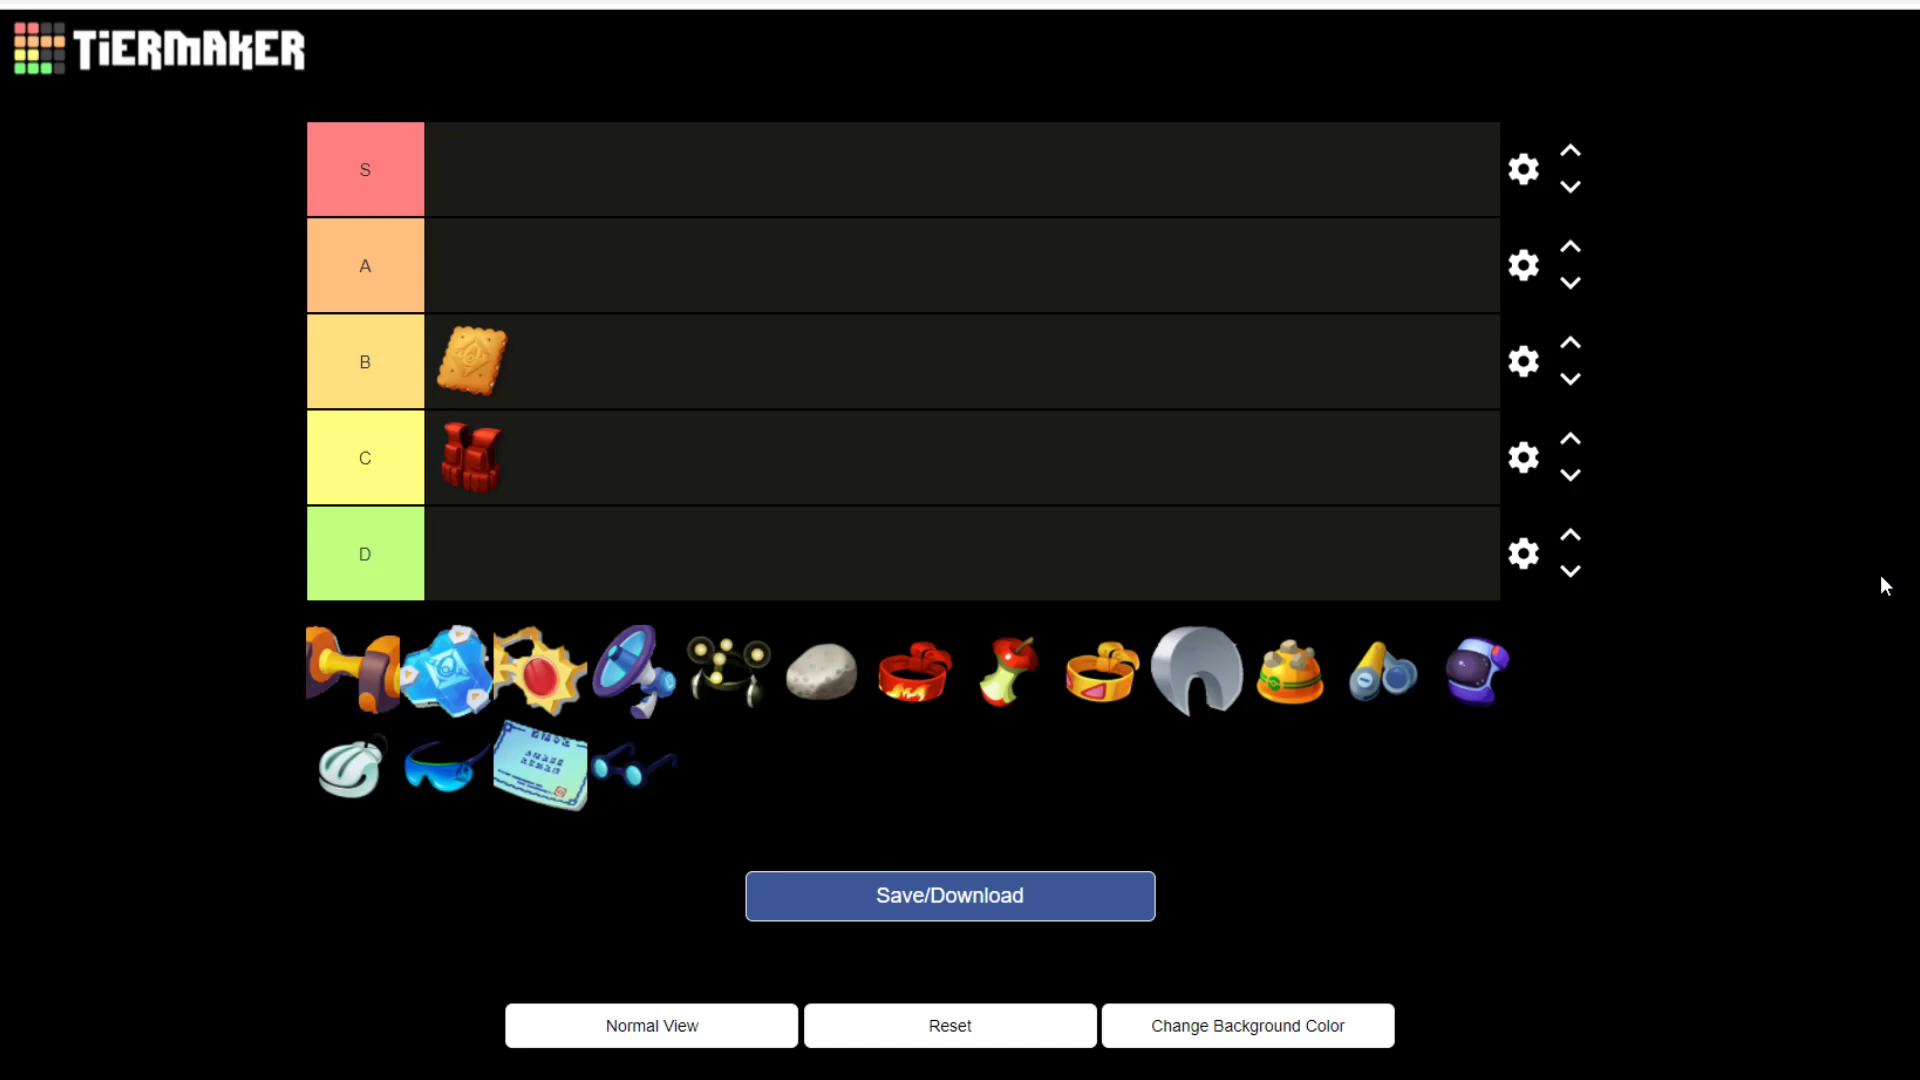 TiERMAKER
S
A
B
C
D
Save/Download
Normal View
Reset
Change Background Color